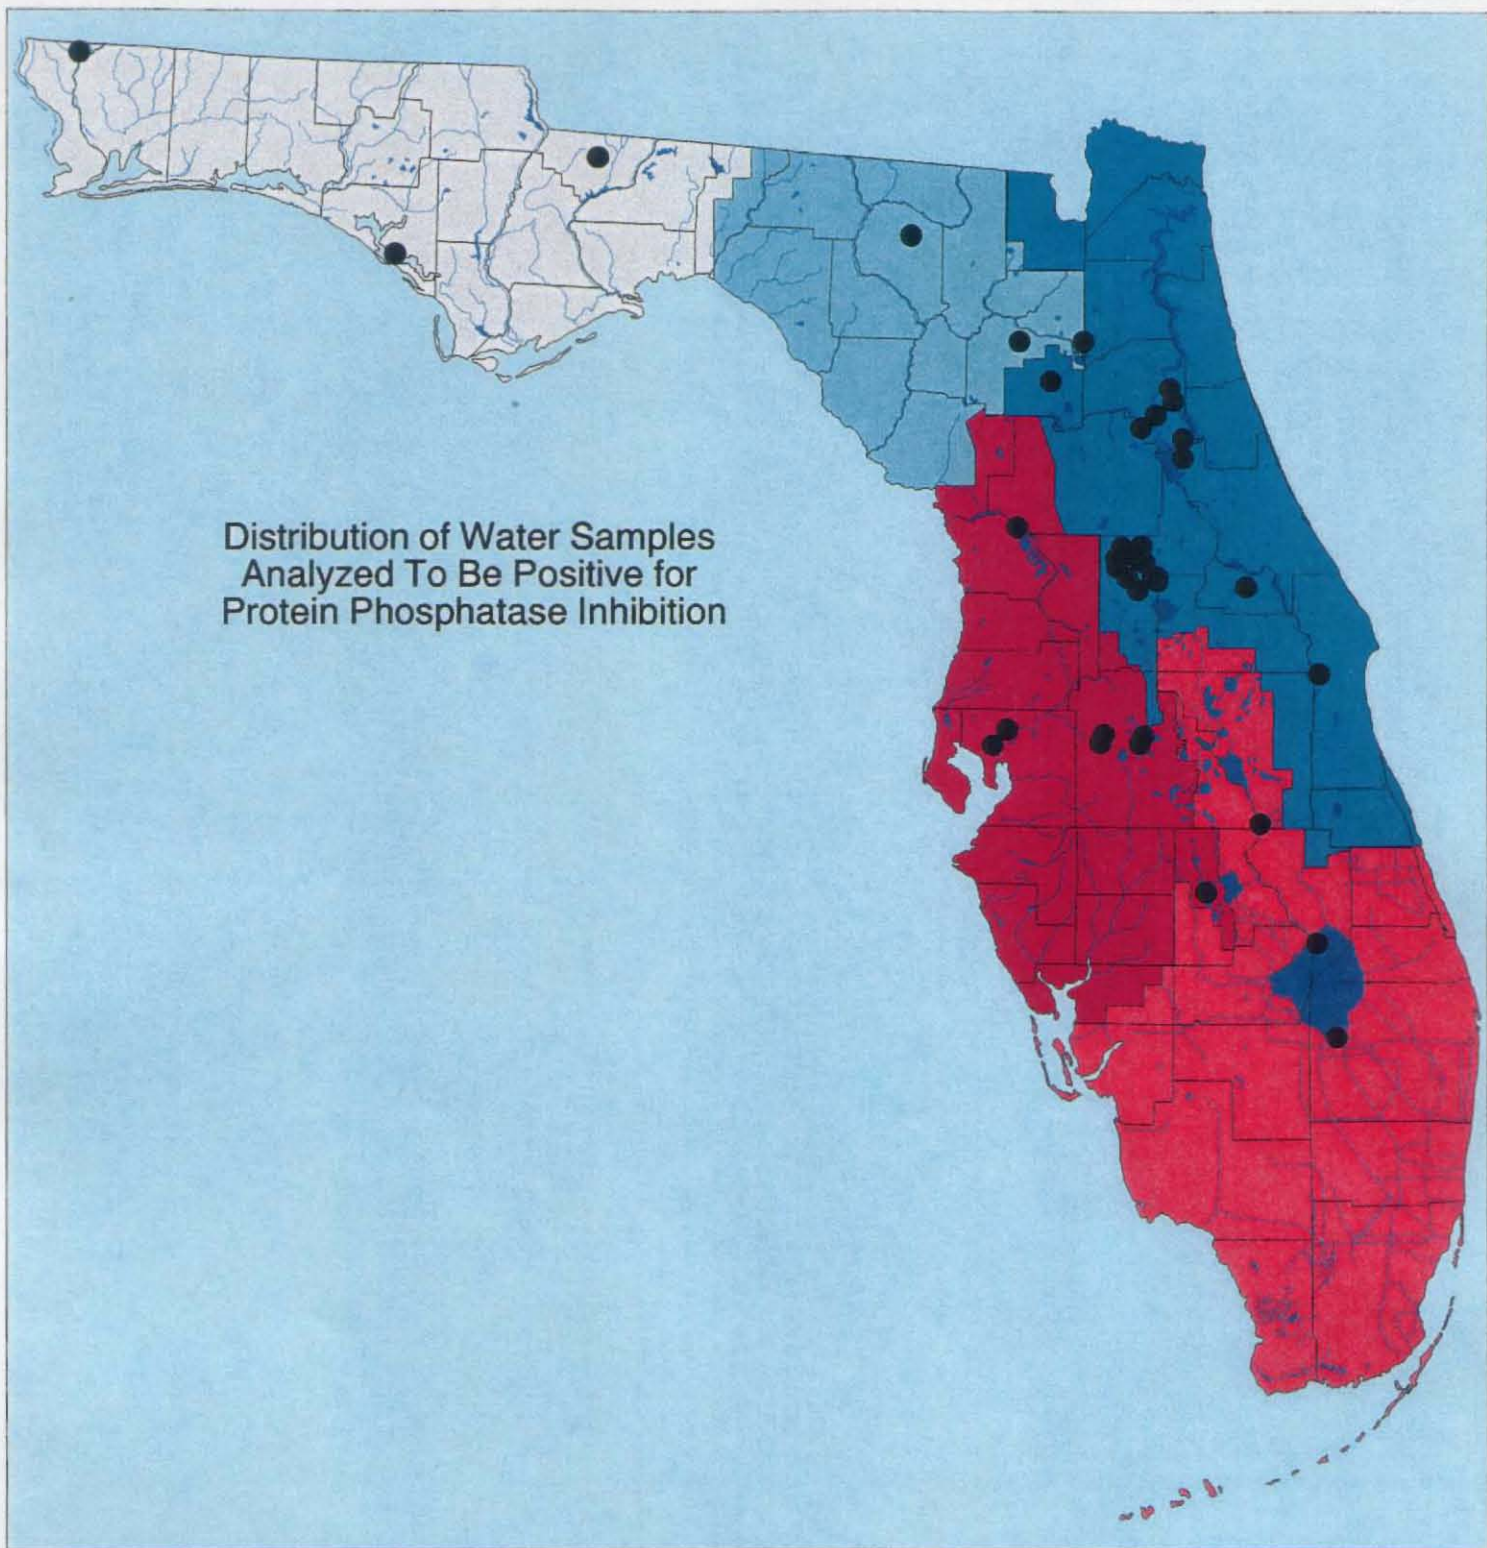 Distribution of Water Samples
Analyzed To Be Positive for
Protein Phosphatase Inhibition